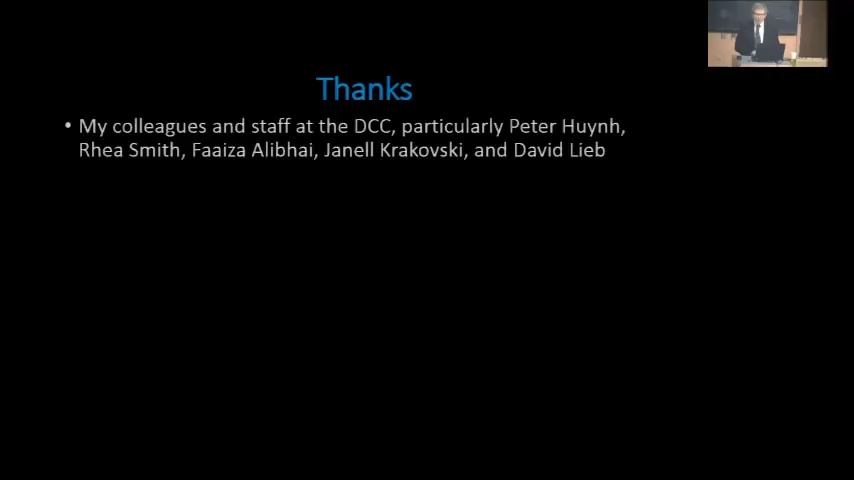 Thanks
• My colleagues and staff at the DCC, particularly Peter Huynh,
Rhea Smith, Faaiza Alibhai, Janell Krakovski, and David Lieb